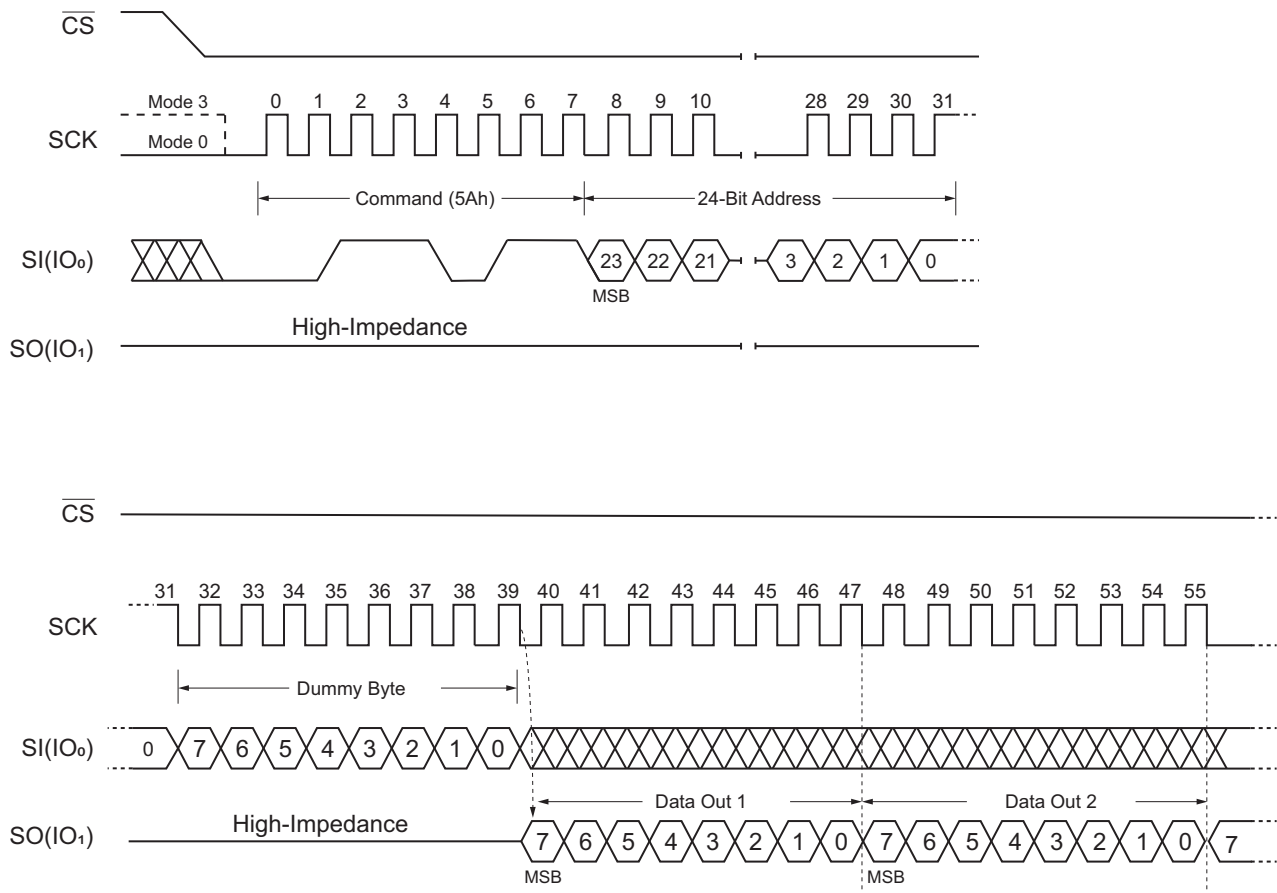 CS
Mode 3
0 1 2 3 4 5 6 7 8 9 10 28 29 30 31
SCK
Mode 0
Command (5Ah) 24-Bit Address
SI(IO₀) 23 22 21 3 2 1 0
MSB
High-Impedance
SO(IO₁)
CS
31 32 33 34 35 36 37 38 39 40 41 42 43 44 45 46 47 48 49 50 51 52 53 54 55
SCK
Dummy Byte
SI(IO₀) 0 7 6 5 4 3 2 1 0
Data Out 1 Data Out 2
High-Impedance
SO(IO₁) 7 6 5 4 3 2 1 0 7 6 5 4 3 2 1 0 7
MSB MSB